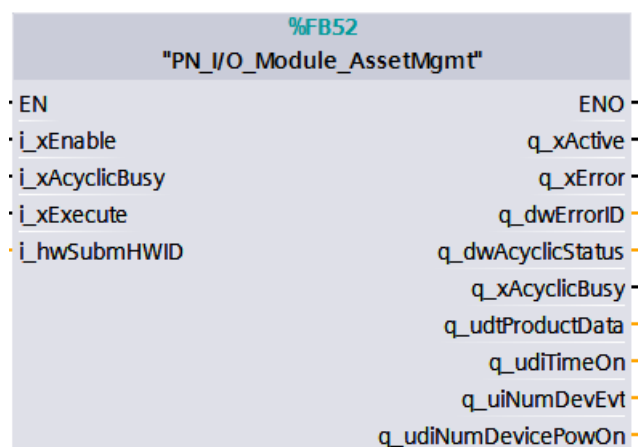 %FB52
"PN_I/O_Module_AssetMgmt"
EN ENO
i_xEnable q_xActive
i_xAcyclicBusy q_xError
i_xExecute q_dwErrorID
i_hwSubmHWID q_dwAcyclicStatus
q_xAcyclicBusy
q_udtProductData
q_udiTimeOn
q_uiNumDevEvt
q_udiNumDevicePowOn